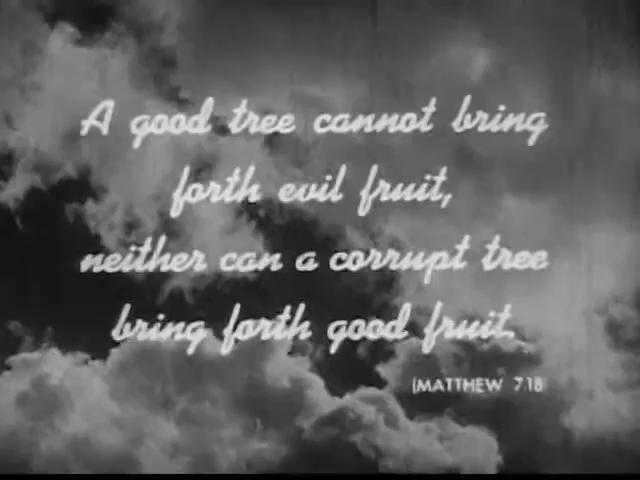 A good tree cannot bring
forth evil fruit,
neither can a corrupt tree
bring forth good fruit.
(MATTHEW 7:18)